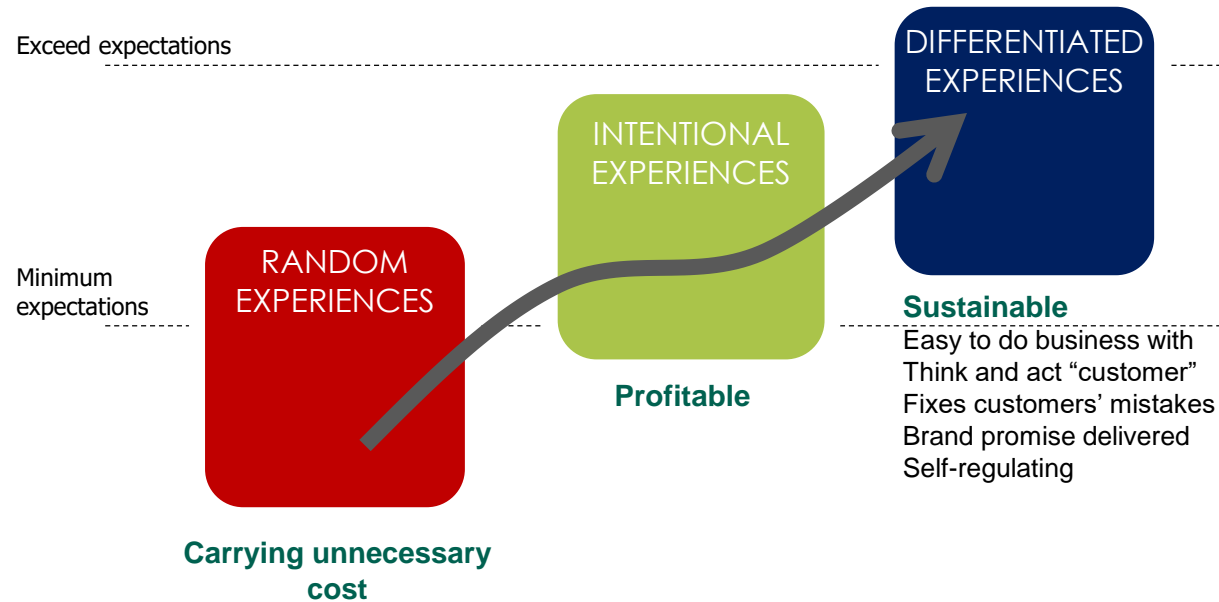 Exceed expectations
DIFFERENTIATED
EXPERIENCES
INTENTIONAL
EXPERIENCES
RANDOM
EXPERIENCES
Minimum
expectations
Sustainable
Easy to do business with
Think and act “customer”
Fixes customers’ mistakes
Brand promise delivered
Self-regulating
Profitable
Carrying unnecessary
cost